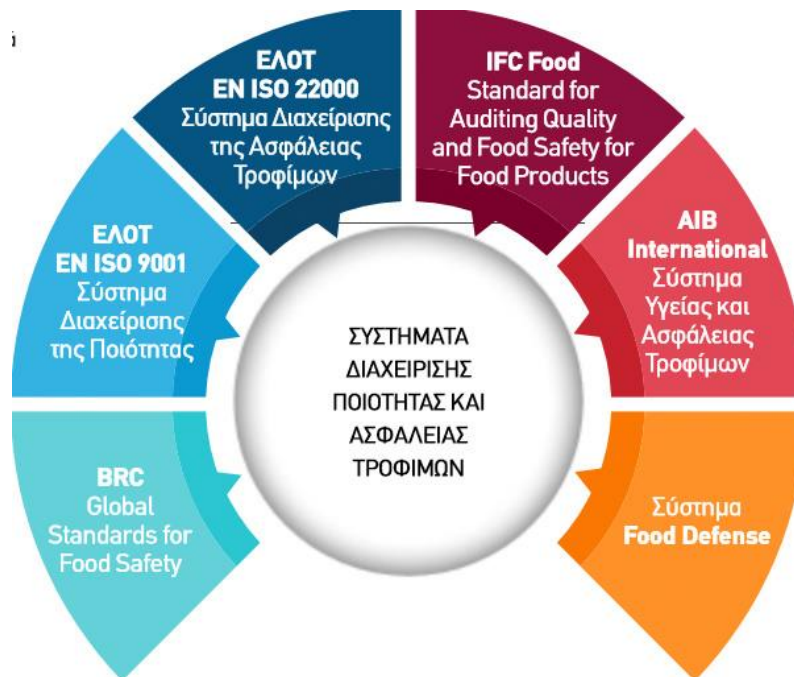 ΕΛΟΤ
EN ISO 22000
Σύστημα Διαχείρισης
της Ασφάλειας
Τροφίμων
IFC Food
Standard for
Auditing Quality
and Food Safety for
Food Products
ΕΛΟΤ
EN ISO 9001
Σύστημα
Διαχείρισης
της Ποιότητας
AIB
International
Σύστημα
Υγείας και
Ασφάλειας
Τροφίμων
ΣΥΣΤΗΜΑΤΑ
ΔΙΑΧΕΙΡΙΣΗΣ
ΠΟΙΟΤΗΤΑΣ ΚΑΙ
ΑΣΦΑΛΕΙΑΣ
ΤΡΟΦΙΜΩΝ
BRC
Global
Standards for
Food Safety
Σύστημα
Food Defense